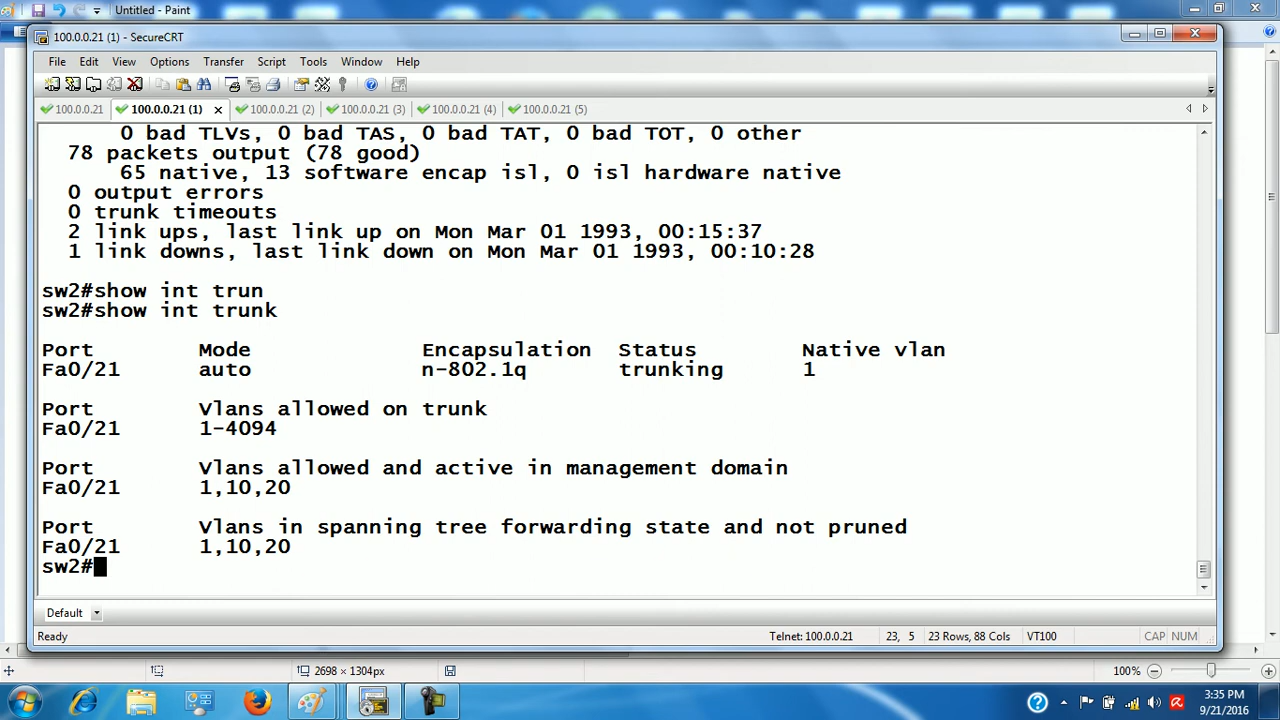 Untitled - Paint
100.0.0.21 (1) - SecureCRT
File Edit View Options Transfer Script Tools Window Help
100.0.0.21 100.0.0.21 (1) 100.0.0.21 (2) 100.0.0.21 (3) 100.0.0.21 (4) 100.0.0.21 (5)
0 bad TLVs, 0 bad TAS, 0 bad TAT, 0 bad TOT, 0 other
78 packets output (78 good)
65 native, 13 software encap isl, 0 isl hardware native
0 output errors
0 trunk timeouts
2 link ups, last link up on Mon Mar 01 1993, 00:15:37
1 link downs, last link down on Mon Mar 01 1993, 00:10:28
sw2#show int trun
sw2#show int trunk
Port Mode Encapsulation Status Native vlan
Fa0/21 auto n-802.1q trunking 1
Port Vlans allowed on trunk
Fa0/21 1-4094
Port Vlans allowed and active in management domain
Fa0/21 1,10,20
Port Vlans in spanning tree forwarding state and not pruned
Fa0/21 1,10,20
sw2#
Default
Ready Telnet: 100.0.0.21 23, 5 23 Rows, 88 Cols VT100 CAP NUM
2698 × 1304px 100%
3:35 PM
9/21/2016